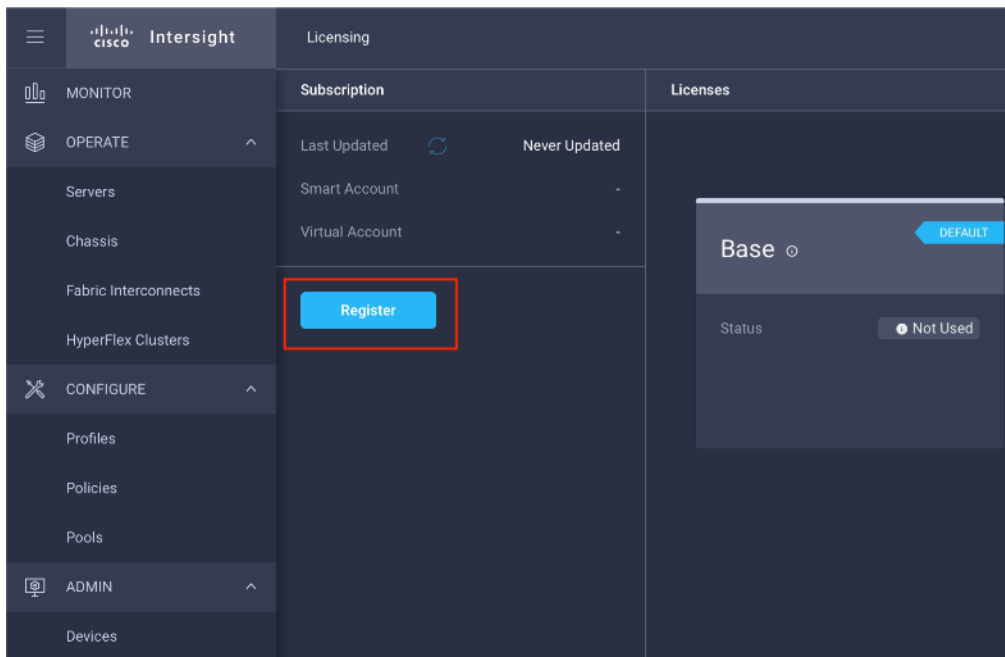 CISCO Intersight
Licensing
MONITOR
OPERATE
Servers
Chassis
Fabric Interconnects
HyperFlex Clusters
CONFIGURE
Profiles
Policies
Pools
ADMIN
Devices
Subscription
Last Updated Never Updated
Smart Account -
Virtual Account -
Register
Licenses
DEFAULT
Base
Status Not Used